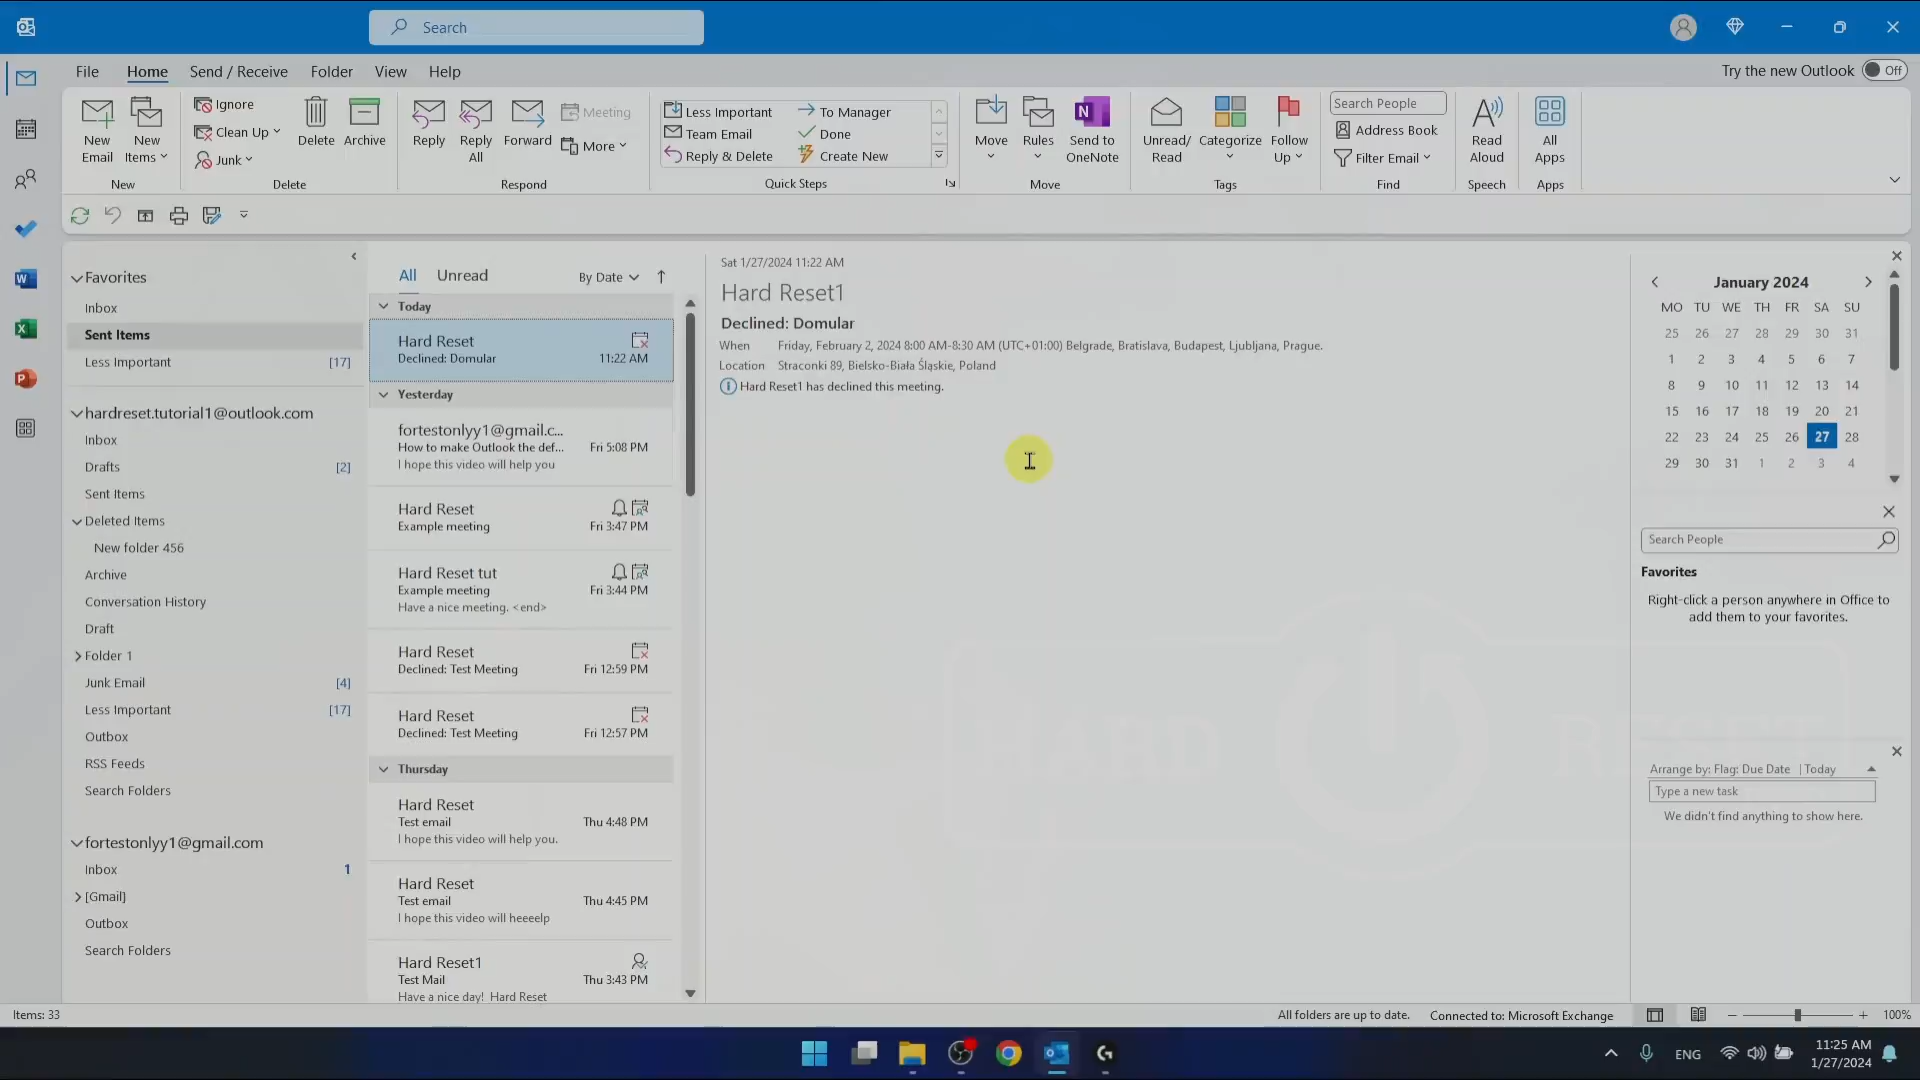 Search
File
Home
Send / Receive
Folder
View
Help
Try the new Outlook
Off
New
Email
New
Items
New
Ignore
Clean Up
Junk
Delete
Archive
Delete
Reply
Reply
All
Forward
Meeting
More
Respond
Less Important
Team Email
Reply & Delete
To Manager
Done
Create New
Quick Steps
Move
Rules
Send to
OneNote
Move
Unread/
Read
Categorize
Follow
Up
Tags
Search People
Address Book
Filter Email
Find
Read
Aloud
Speech
All
Apps
Apps
Favorites
Inbox
Sent Items
Less Important [17]
hardreset.tutorial1@outlook.com
Inbox
Drafts [2]
Sent Items
Deleted Items
New folder 456
Archive
Conversation History
Draft
Folder 1
Junk Email [4]
Less Important [17]
Outbox
RSS Feeds
Search Folders
fortestonlyy1@gmail.com
Inbox 1
[Gmail]
Outbox
Search Folders
All
Unread
By Date
Today
Hard Reset
Declined: Domular 11:22 AM
Yesterday
fortestonlyy1@gmail.c...
How to make Outlook the def... Fri 5:08 PM
I hope this video will help you
Hard Reset
Example meeting Fri 3:47 PM
Hard Reset tut
Example meeting Fri 3:44 PM
Have a nice meeting. <end>
Hard Reset
Declined: Test Meeting Fri 12:59 PM
Hard Reset
Declined: Test Meeting Fri 12:57 PM
Thursday
Hard Reset
Test email Thu 4:48 PM
I hope this video will help you.
Hard Reset
Test email Thu 4:45 PM
I hope this video will heeeelp
Hard Reset1
Test Mail Thu 3:43 PM
Have a nice day! Hard Reset
Sat 1/27/2024 11:22 AM
Hard Reset1
Declined: Domular
When Friday, February 2, 2024 8:00 AM-8:30 AM (UTC+01:00) Belgrade, Bratislava, Budapest, Ljubljana, Prague.
Location Straconki 89, Bielsko-Biała Śląskie, Poland
Hard Reset1 has declined this meeting.
January 2024
MO TU WE TH FR SA SU
25 26 27 28 29 30 31
1 2 3 4 5 6 7
8 9 10 11 12 13 14
15 16 17 18 19 20 21
22 23 24 25 26 27 28
29 30 31 1 2 3 4
Search People
Favorites
Right-click a person anywhere in Office to
add them to your favorites.
Arrange by: Flag: Due Date | Today
Type a new task
We didn't find anything to show here.
Items: 33
All folders are up to date.
Connected to: Microsoft Exchange
100%
ENG
11:25 AM
1/27/2024